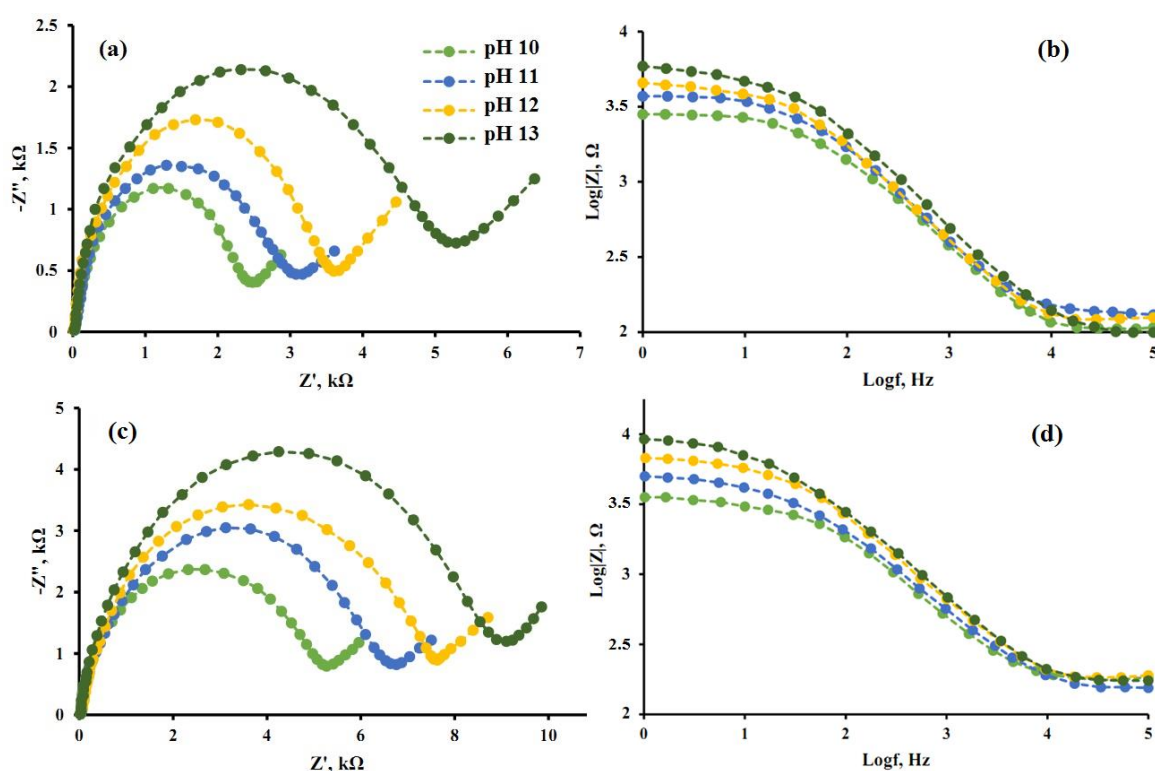 (a)
pH 10
pH 11
pH 12
pH 13
2.5
2
1.5
1
0.5
0
-Z", kΩ
0 1 2 3 4 5 6 7
Z', kΩ
(b)
4
3.5
3
2.5
2
Log|Z|, Ω
0 1 2 3 4 5
Logf, Hz
(c)
5
4
3
2
1
0
-Z", kΩ
0 2 4 6 8 10
Z', kΩ
(d)
4
3.5
3
2.5
2
Log|Z|, Ω
0 1 2 3 4 5
Logf, Hz